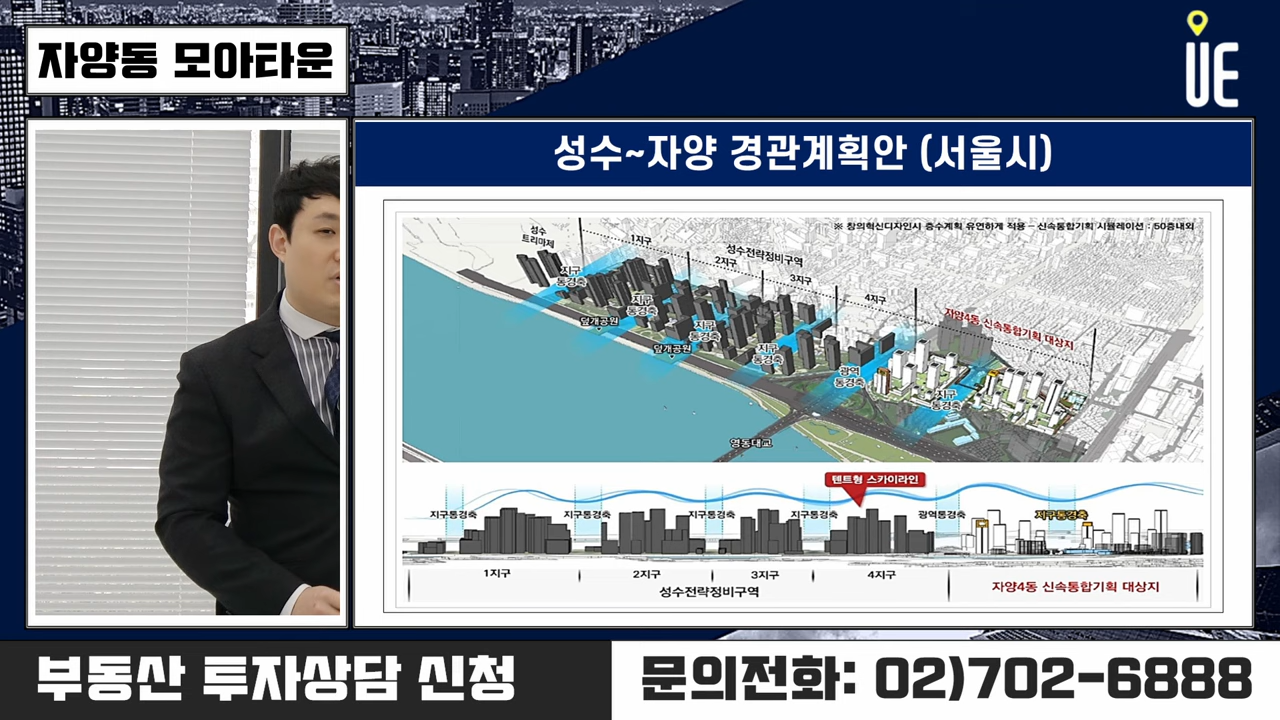 자양동 모아타운
UE
성수~자양 경관계획안 (서울시)
※ 창의혁신디자인시 층수계획 유연하게 적용 - 신속통합기획 시뮬레이션 : 50층내외
성수
트리마제
1지구
성수전략정비구역
2지구
3지구
4지구
자양4동 신속통합기획 대상지
지구
통경축
지구
통경축
덮개공원
지구
통경축
덮개공원
지구
통경축
광역
통경축
지구
통경축
영동대교
텐트형 스카이라인
지구통경축
지구통경축
지구통경축
지구통경축
광역통경축
지구통경축
1지구
2지구
3지구
4지구
성수전략정비구역
자양4동 신속통합기획 대상지
부동산 투자상담 신청
문의전화: 02)702-6888